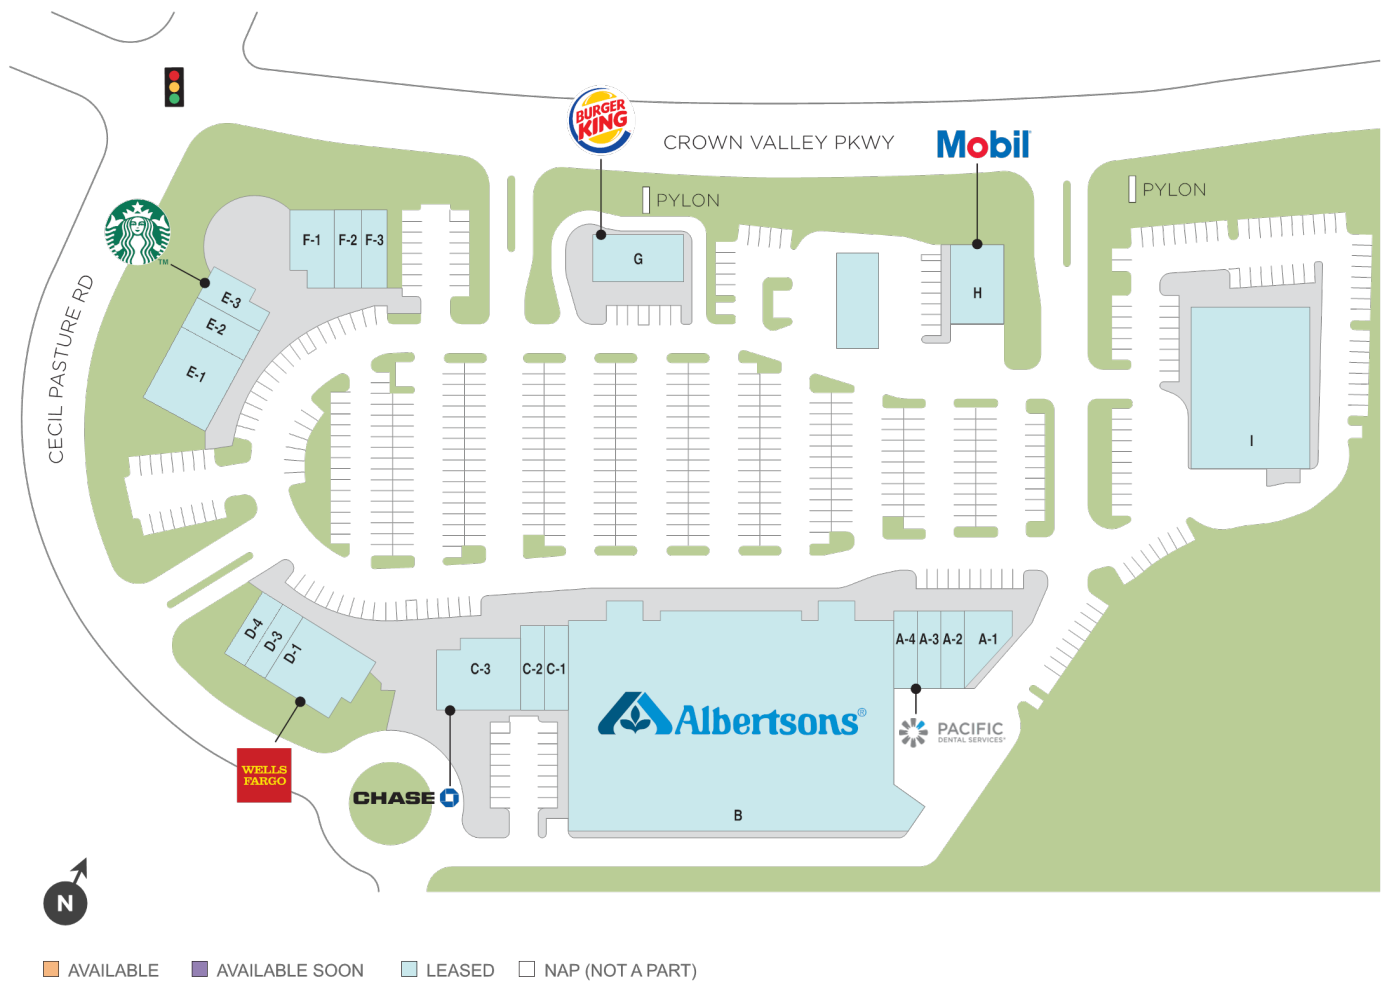 BURGER
KING
CROWN VALLEY PKWY
Mobil
PYLON
PYLON
TM
CECIL PASTURE RD
F-1
F-2
F-3
E-3
E-2
E-1
G
H
I
D-4
D-3
D-1
C-3
C-2
C-1
A-4
A-3
A-2
A-1
Albertsons®
PACIFIC
DENTAL SERVICES®
WELLS
FARGO
CHASE
B
N
AVAILABLE
AVAILABLE SOON
LEASED
NAP (NOT A PART)